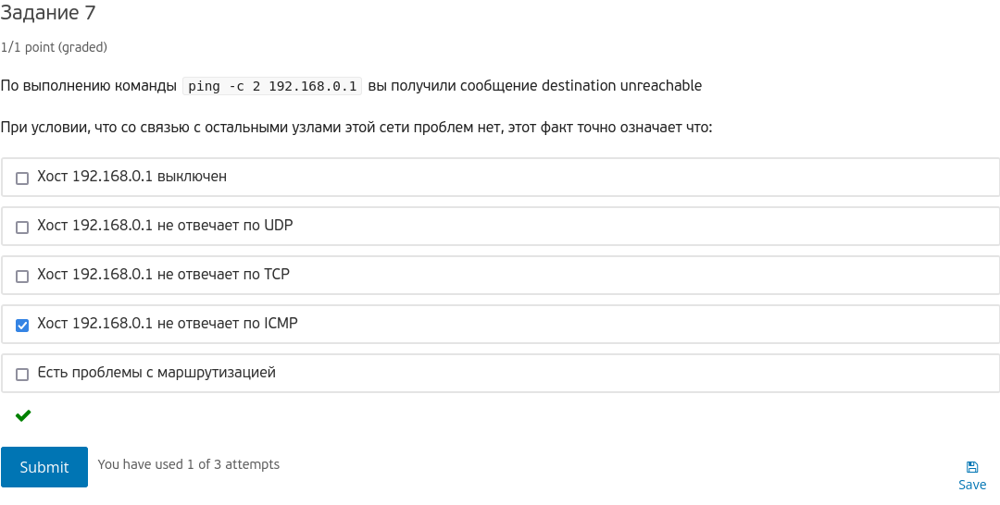 Задание 7
1/1 point (graded)
По выполнению команды ping -c 2 192.168.0.1 вы получили сообщение destination unreachable
При условии, что со связью с остальными узлами этой сети проблем нет, этот факт точно означает что:
Хост 192.168.0.1 выключен
Хост 192.168.0.1 не отвечает по UDP
Хост 192.168.0.1 не отвечает по TCP
Хост 192.168.0.1 не отвечает по ICMP
Есть проблемы с маршрутизацией
Submit
You have used 1 of 3 attempts
Save